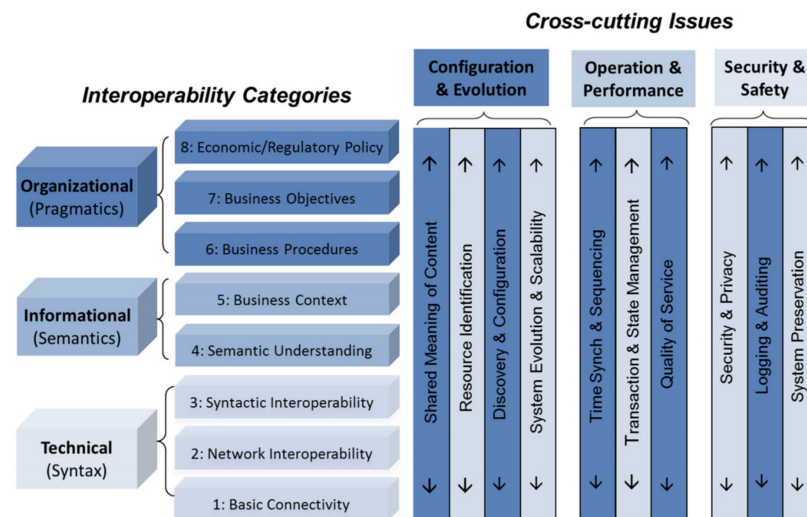 Cross-cutting Issues
Interoperability Categories
Configuration
& Evolution
Operation &
Performance
Security &
Safety
Organizational
(Pragmatics)
8: Economic/Regulatory Policy
7: Business Objectives
6: Business Procedures
Informational
(Semantics)
5: Business Context
4: Semantic Understanding
Technical
(Syntax)
3: Syntactic Interoperability
2: Network Interoperability
1: Basic Connectivity
Shared Meaning of Content
Resource Identification
Discovery & Configuration
System Evolution & Scalability
Time Synch & Sequencing
Transaction & State Management
Quality of Service
Security & Privacy
Logging & Auditing
System Preservation